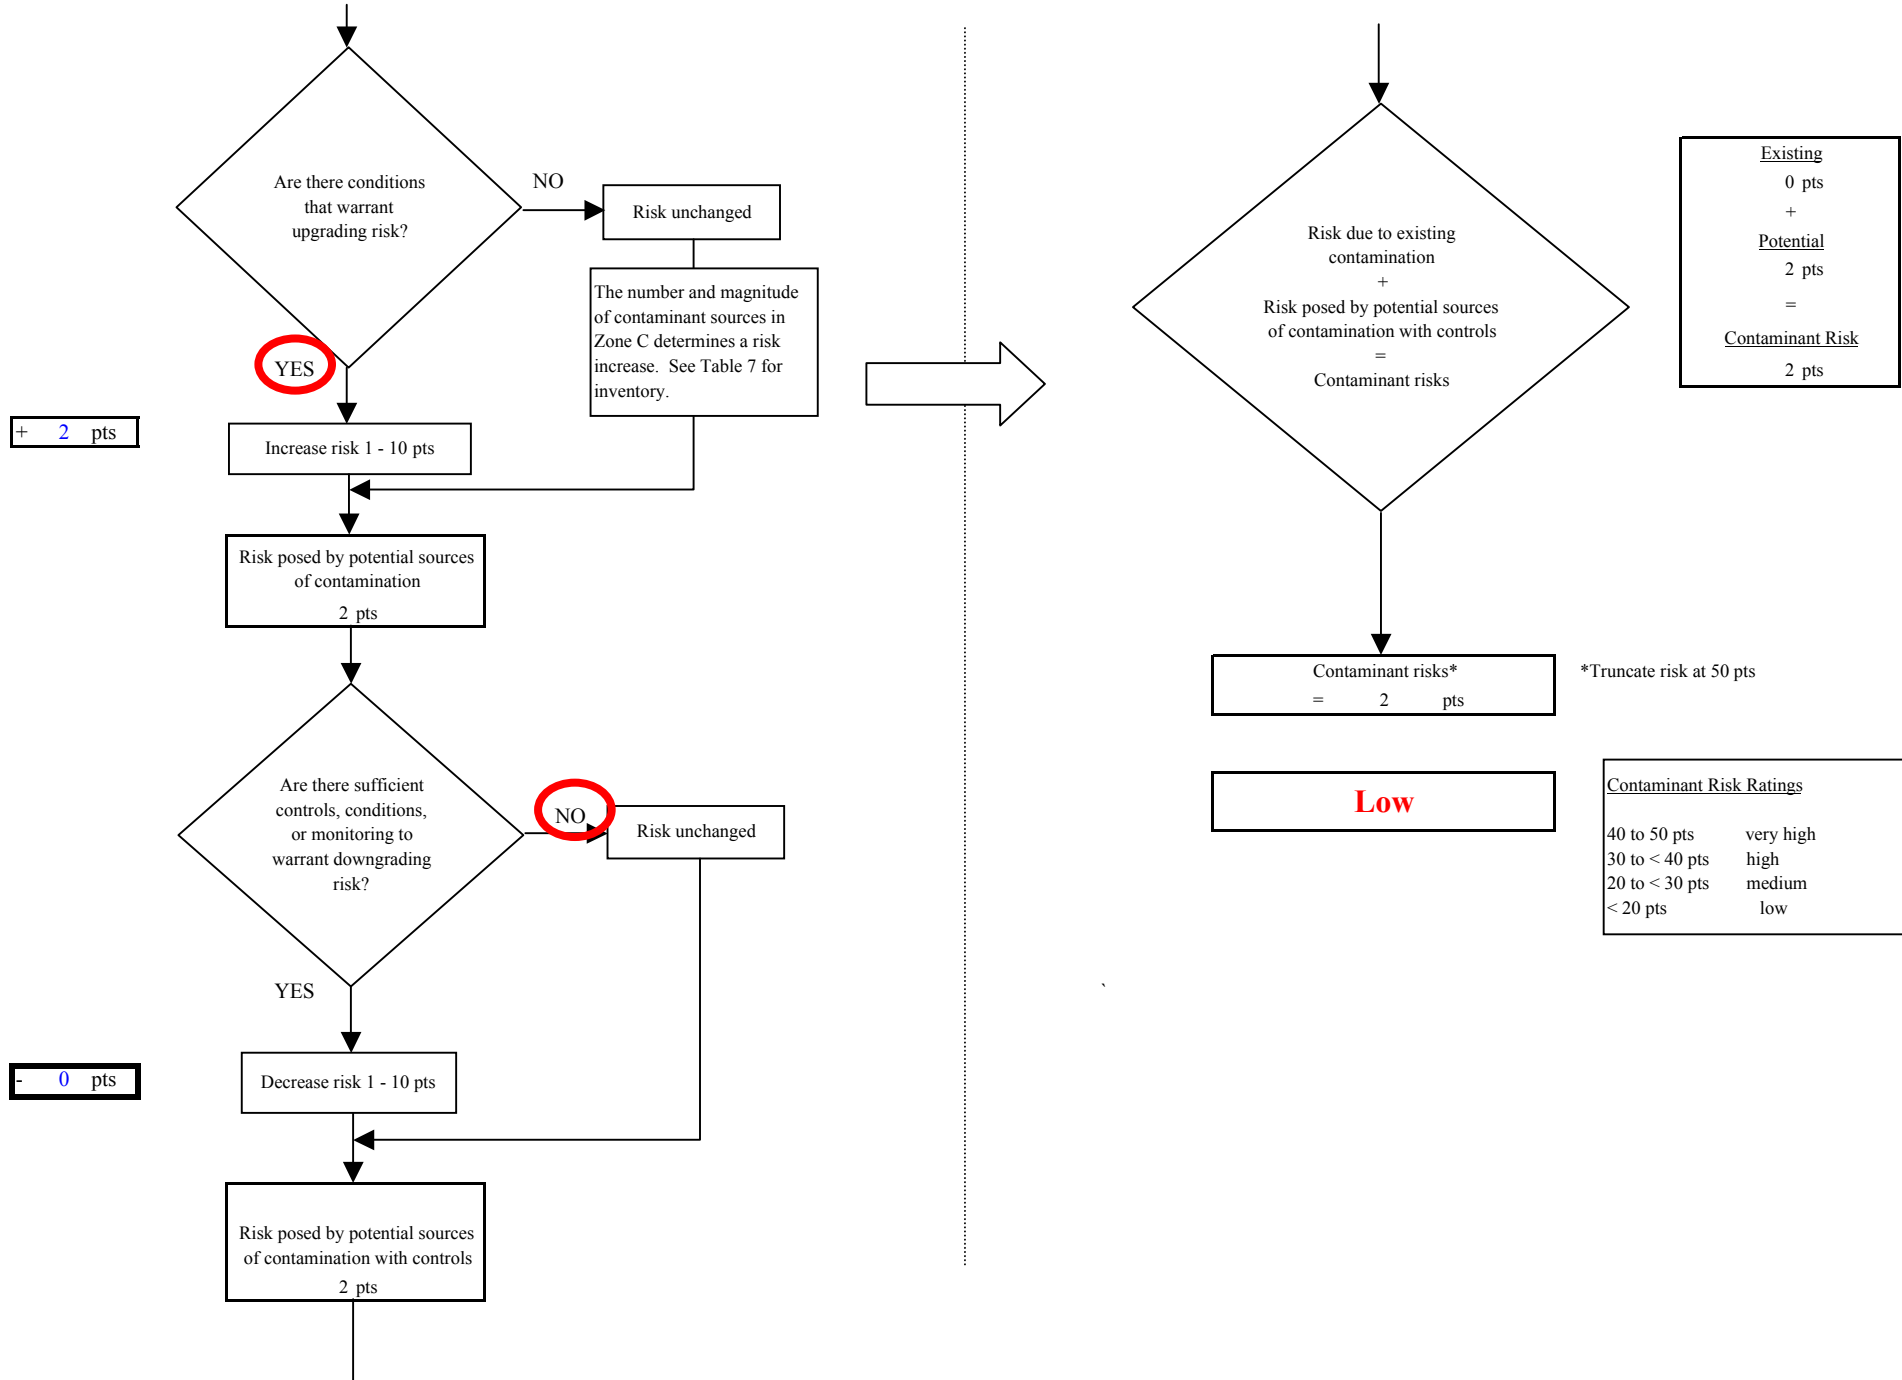 Are there conditions
that warrant
upgrading risk?
NO
Risk unchanged
The number and magnitude
of contaminant sources in
Zone C determines a risk
increase. See Table 7 for
inventory.
YES
+ 2 pts
Increase risk 1 - 10 pts
Risk posed by potential sources
of contamination
2 pts
Are there sufficient
controls, conditions,
or monitoring to
warrant downgrading
risk?
NO
Risk unchanged
YES
- 0 pts
Decrease risk 1 - 10 pts
Risk posed by potential sources
of contamination with controls
2 pts
Risk due to existing
contamination
+
Risk posed by potential sources
of contamination with controls
=
Contaminant risks
Existing
0 pts
+
Potential
2 pts
=
Contaminant Risk
2 pts
Contaminant risks*
= 2 pts
*Truncate risk at 50 pts
Low
Contaminant Risk Ratings
40 to 50 pts very high
30 to < 40 pts high
20 to < 30 pts medium
< 20 pts low
`